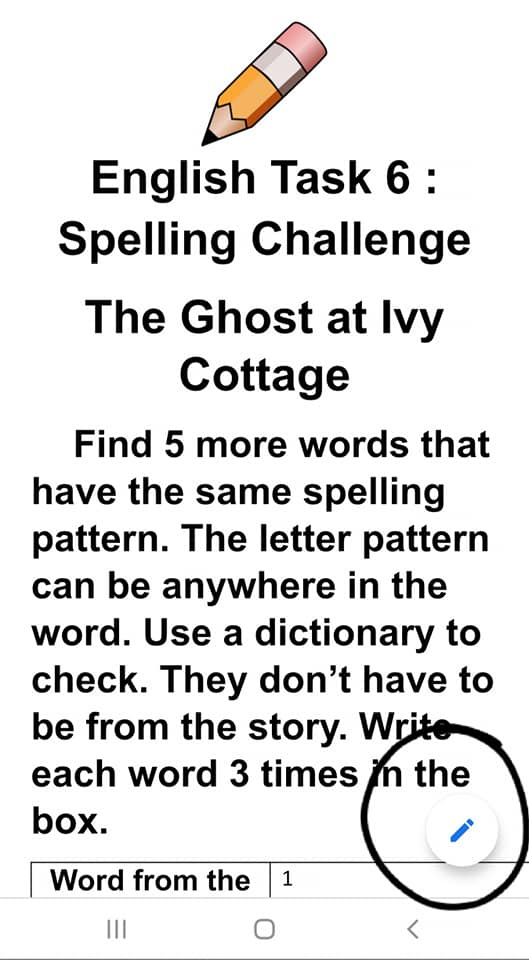 English Task 6 :
Spelling Challenge
The Ghost at Ivy
Cottage
Find 5 more words that
have the same spelling
pattern. The letter pattern
can be anywhere in the
word. Use a dictionary to
check. They don’t have to
be from the story. Write
each word 3 times in the
box.
Word from the 1